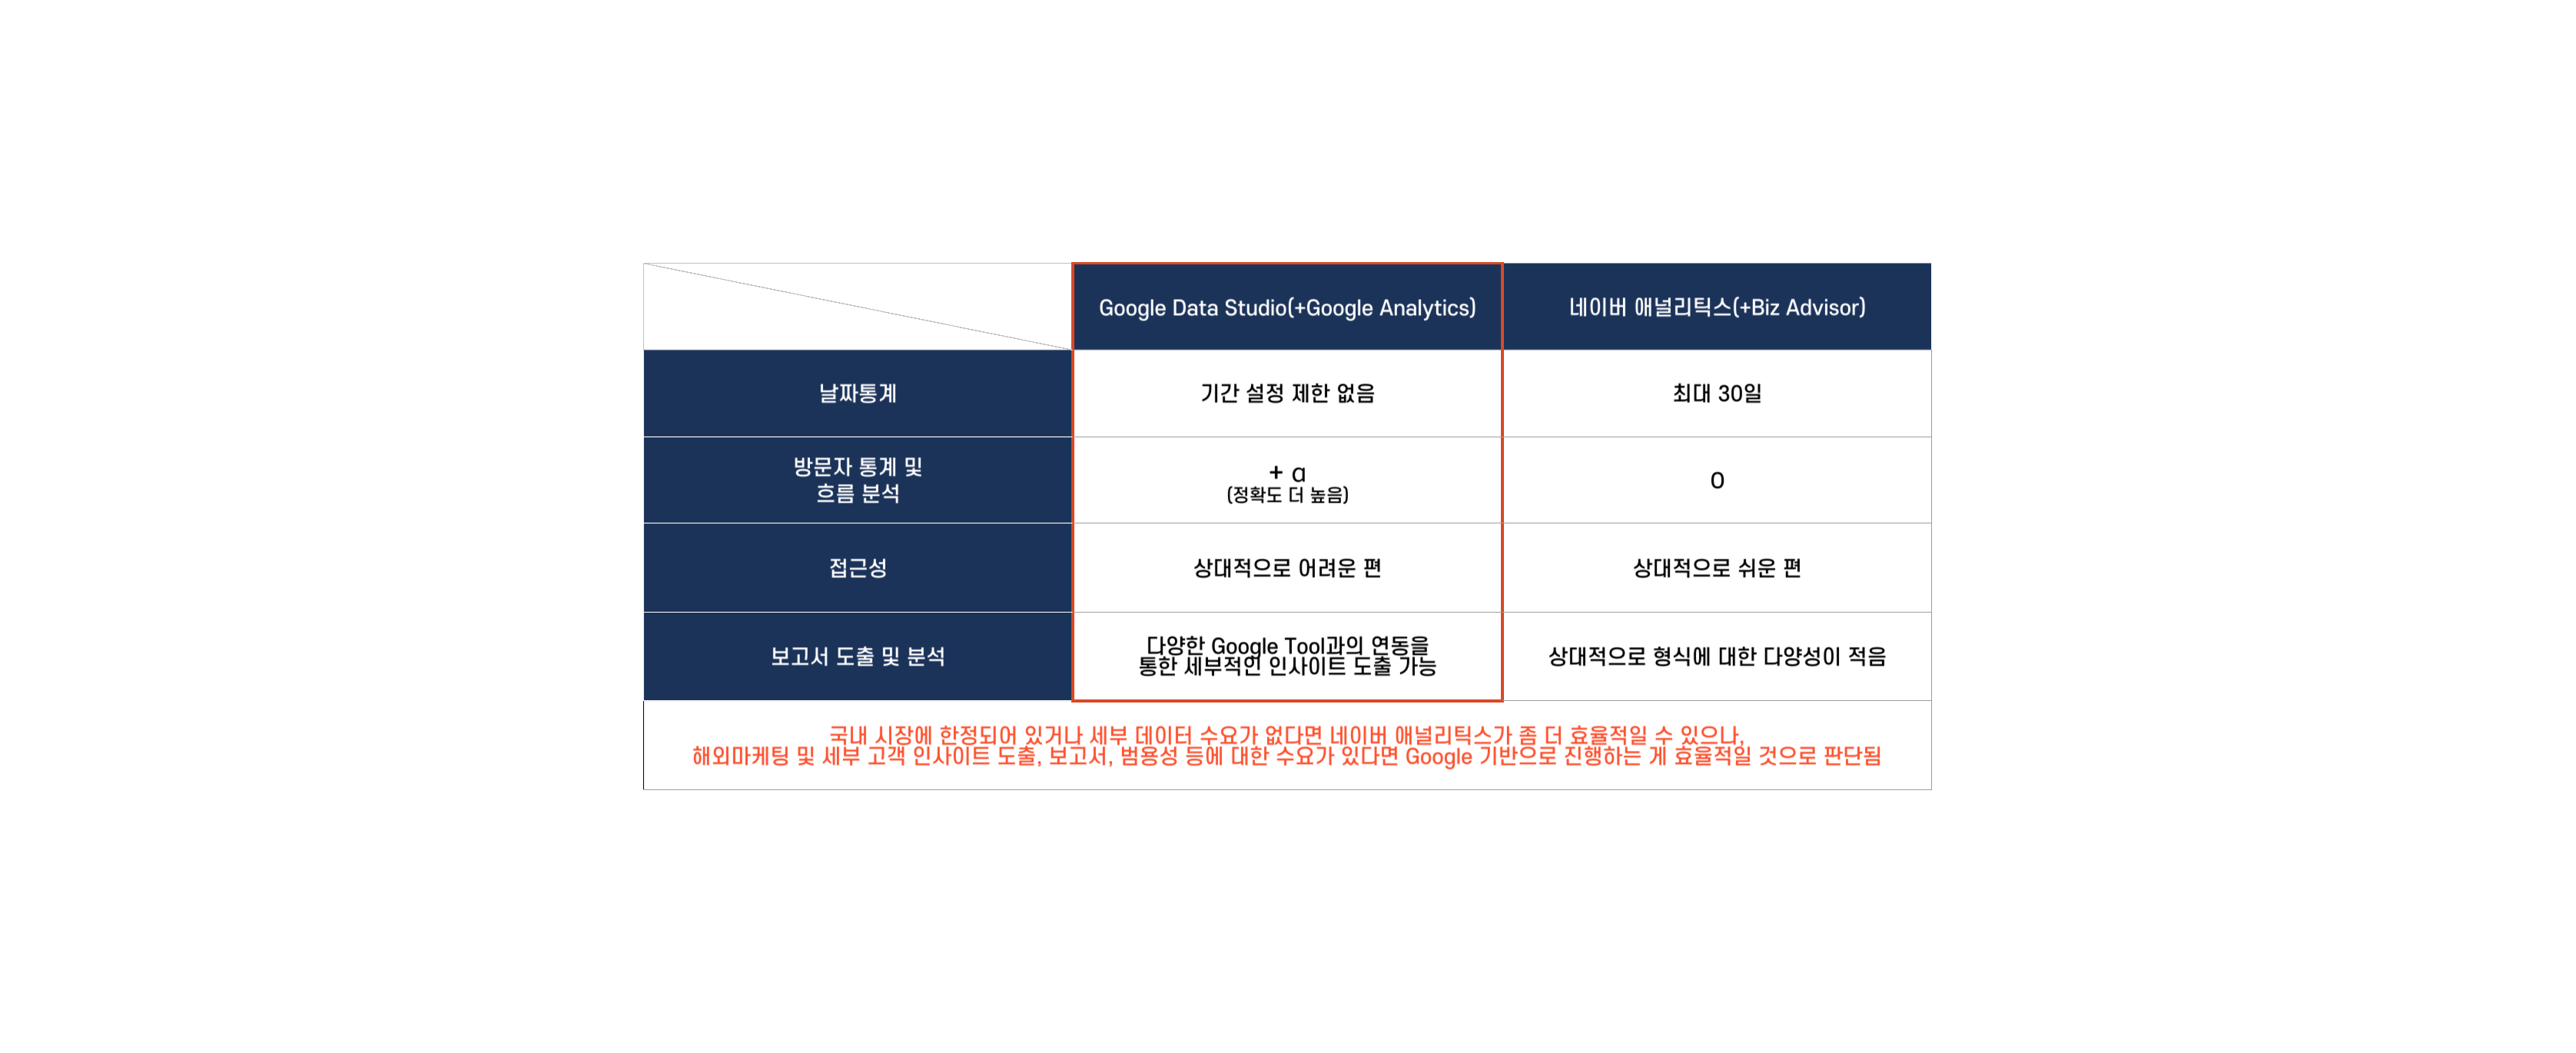 Google Data Studio(+Google Analytics)
네이버 애널리틱스(+Biz Advisor)
날짜통계
기간 설정 제한 없음
최대 30일
방문자 통계 및
흐름 분석
+ α
(정확도 더 높음)
O
접근성
상대적으로 어려운 편
상대적으로 쉬운 편
보고서 도출 및 분석
다양한 Google Tool과의 연동을
통한 세부적인 인사이트 도출 가능
상대적으로 형식에 대한 다양성이 적음
국내 시장에 한정되어 있거나 세부 데이터 수요가 없다면 네이버 애널리틱스가 좀 더 효율적일 수 있으나,
해외마케팅 및 세부 고객 인사이트 도출, 보고서, 범용성 등에 대한 수요가 있다면 Google 기반으로 진행하는 게 효율적일 것으로 판단됨